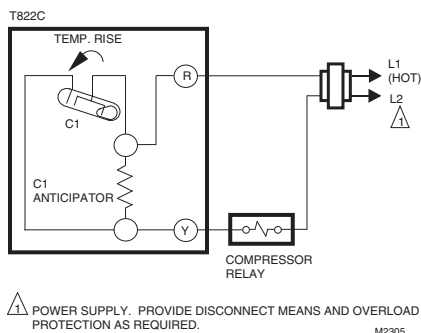 T822C
TEMP. RISE
C1
R
L1
(HOT)
L2
1
C1
ANTICIPATOR
Y
COMPRESSOR
RELAY
1 POWER SUPPLY. PROVIDE DISCONNECT MEANS AND OVERLOAD
PROTECTION AS REQUIRED.
M2305